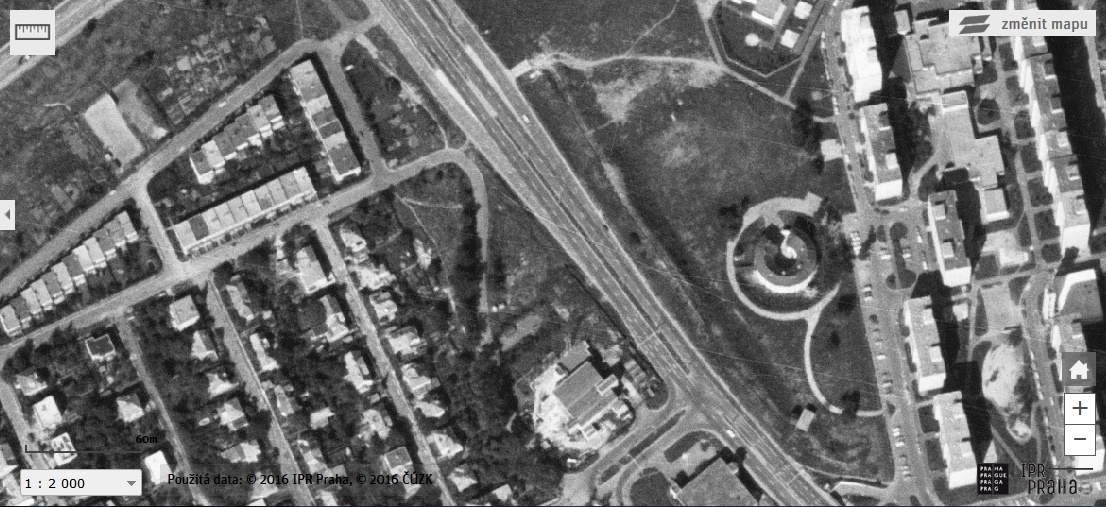 změnit mapu
60m
1 : 2 000
Použitá data: © 2016 IPR Praha, © 2016 ČÚZK
PRAHA
PRAGUE
PRAGA
PRAG
IPR
PRAHA